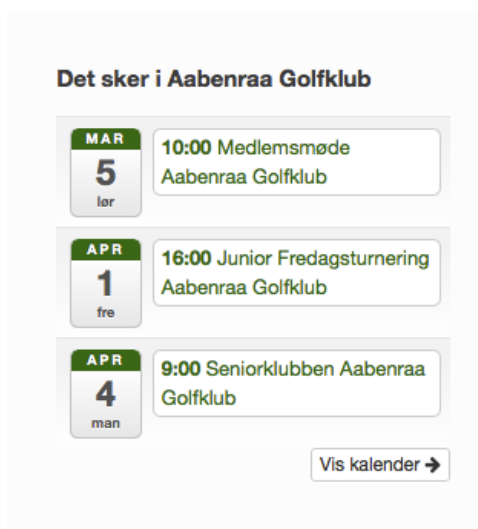 Det sker i Aabenraa Golfklub
MAR
5
lør
10:00 Medlemsmøde
Aabenraa Golfklub
APR
1
fre
16:00 Junior Fredagsturnering
Aabenraa Golfklub
APR
4
man
9:00 Seniorklubben Aabenraa
Golfklub
Vis kalender →